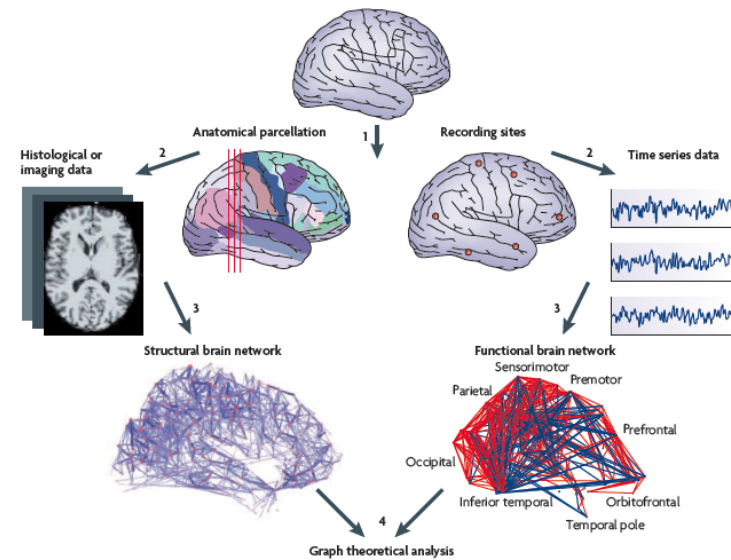 Anatomical parcellation
1
Recording sites
Histological or
imaging data
2
2
Time series data
3
3
Structural brain network
Functional brain network
Sensorimotor
Parietal
Premotor
Prefrontal
Occipital
Inferior temporal
Orbitofrontal
Temporal pole
4
Graph theoretical analysis